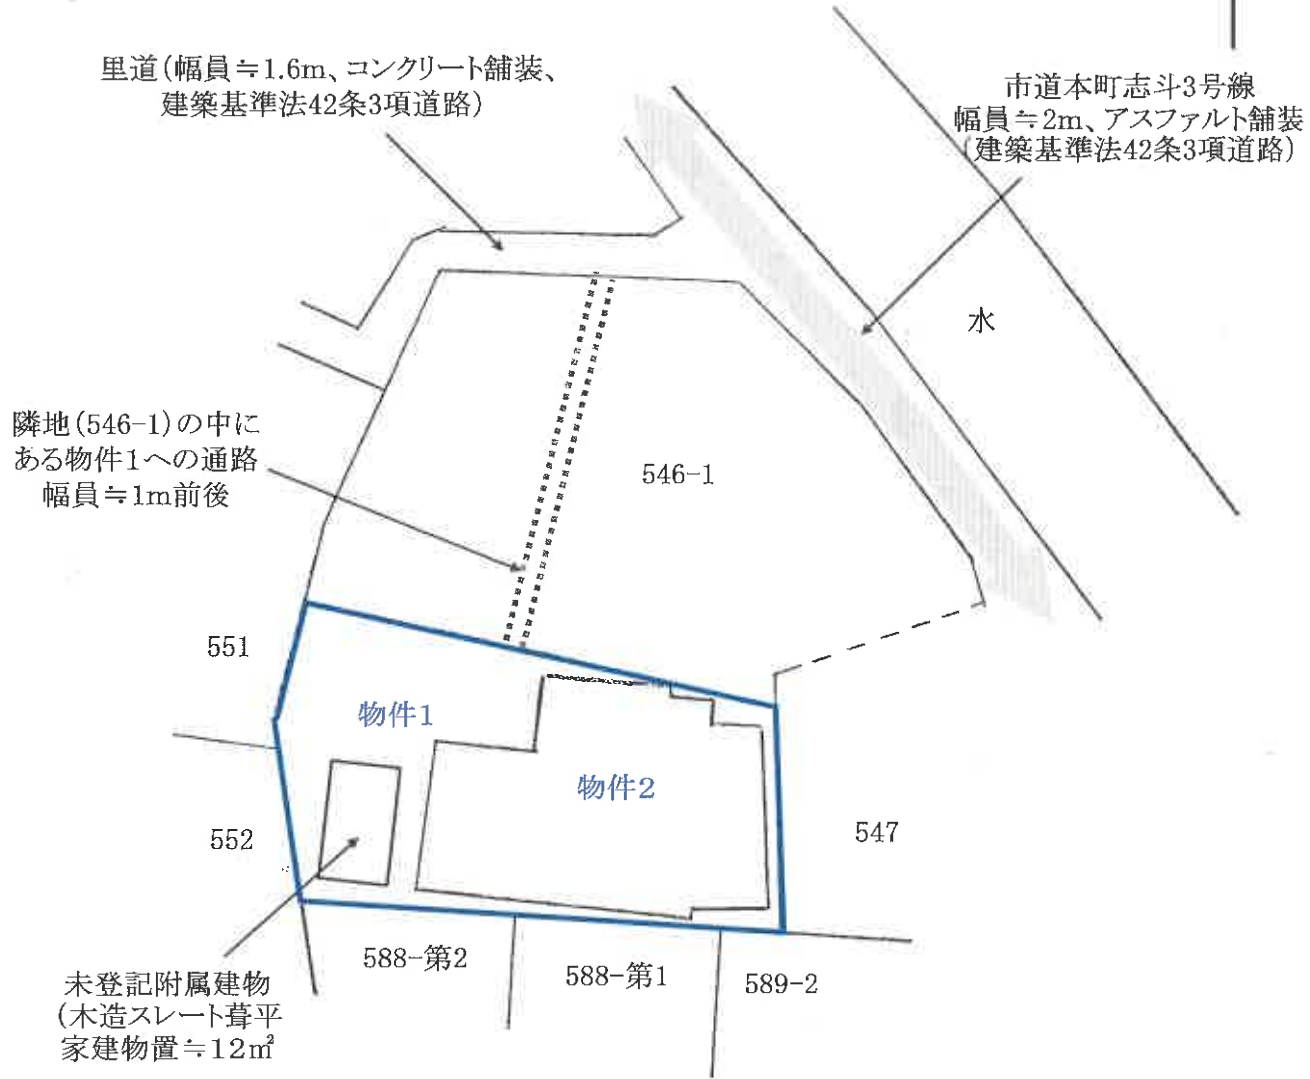 里道(幅員≒1.6m、コンクリート舗装、
建築基準法42条3項道路)
市道本町志斗3号線
幅員≒2m、アスファルト舗装
(建築基準法42条3項道路)
水
隣地(546-1)の中に
ある物件1への通路
幅員≒1m前後
546-1
551
物件1
物件2
552
547
588-第2
588-第1
589-2
未登記附属建物
(木造スレート葺平
家建物置≒12㎡